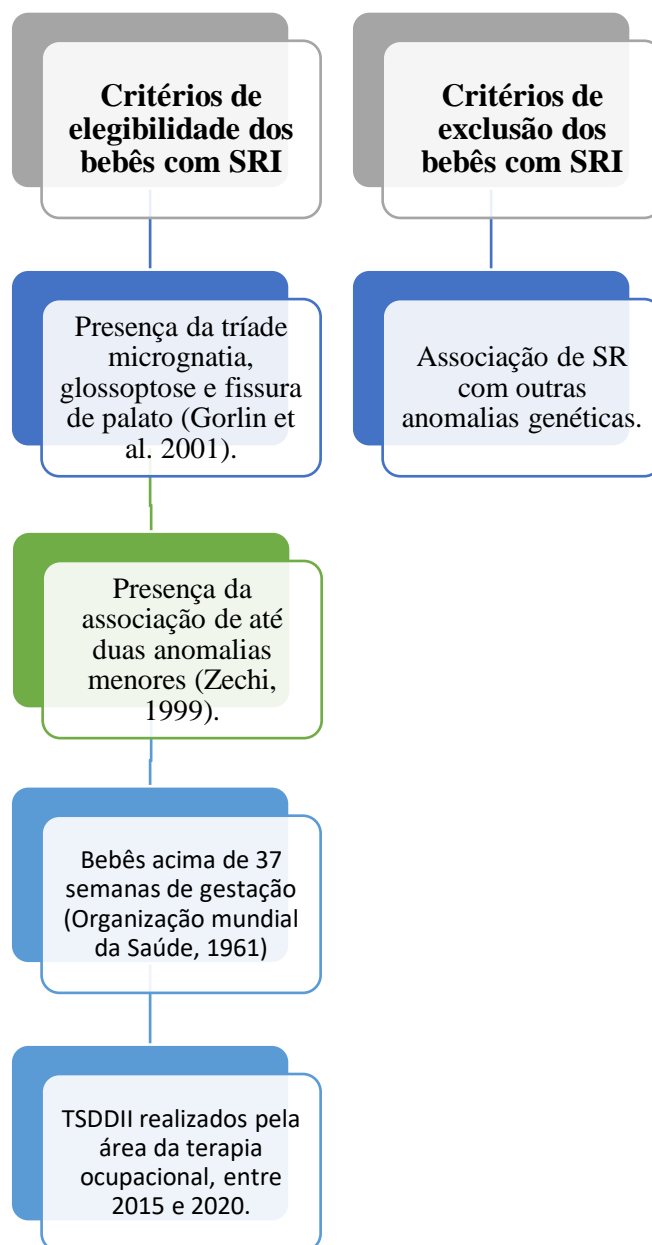 Critérios de
elegibilidade dos
bebês com SRI
Presença da tríade
micrognatia,
glossoptose e fissura
de palato (Gorlin et
al. 2001).
Presença da
associação de até
duas anomalias
menores (Zechi,
1999).
Bebês acima de 37
semanas de gestação
(Organização mundial
da Saúde, 1961)
TSDDII realizados pela
área da terapia
ocupacional, entre
2015 e 2020.
Critérios de
exclusão dos
bebês com SRI
Associação de SR
com outras
anomalias genéticas.